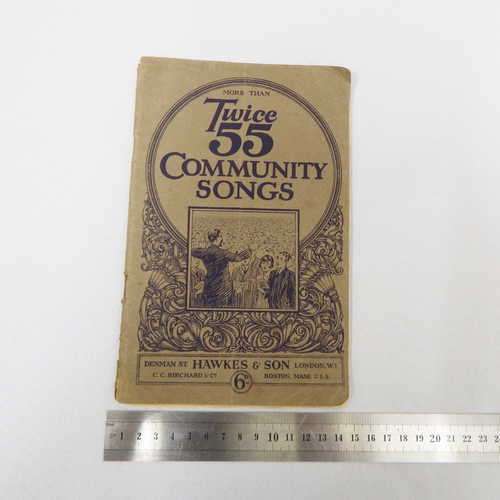 MORE THAN
Twice
55
COMMUNITY
SONGS
DENMAN ST HAWKES & SON LONDON, W.1
C. C. BIRCHARD & Co BOSTON, MASS U.S.A.
6D
1 2 3 4 5 6 7 8 9 10 11 12 13 14 15 16 17 18 19 20 21 22 23 24